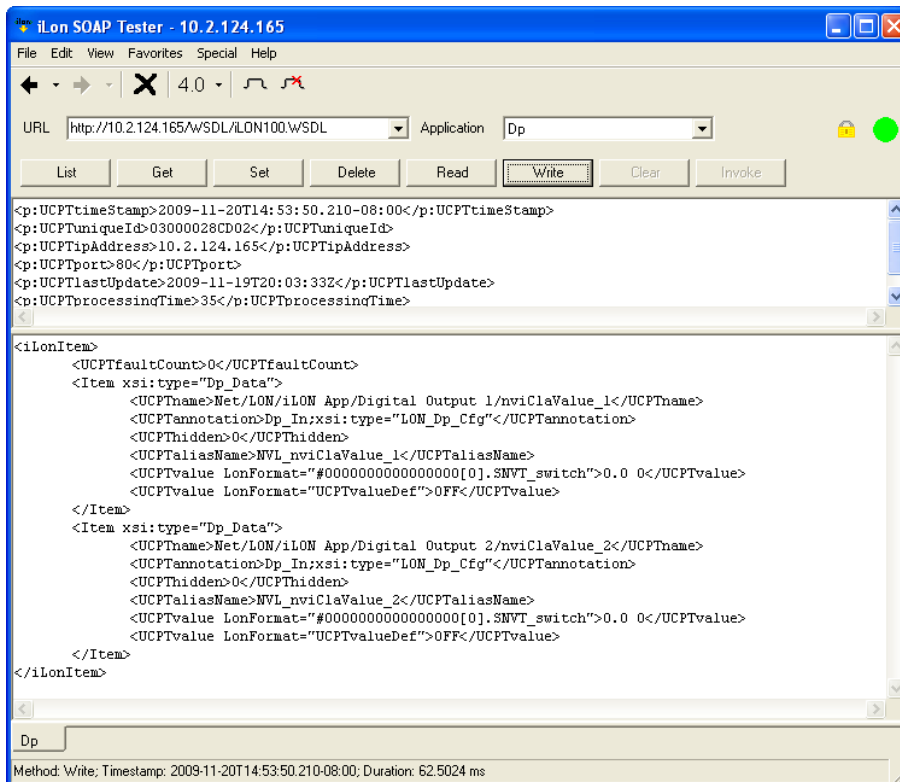 iLon SOAP Tester - 10.2.124.165
File Edit View Favorites Special Help
4.0
URL http://10.2.124.165/WSDL/iLON100.WSDL Application Dp
List Get Set Delete Read Write Clear Invoke
<p:UCPTtimeStamp>2009-11-20T14:53:50.210-08:00</p:UCPTtimeStamp>
<p:UCPTuniqueId>03000028CD02</p:UCPTuniqueId>
<p:UCPTipAddress>10.2.124.165</p:UCPTipAddress>
<p:UCPTport>80</p:UCPTport>
<p:UCPTlastUpdate>2009-11-19T20:03:33Z</p:UCPTlastUpdate>
<p:UCPTprocessingTime>35</p:UCPTprocessingTime>
<iLonItem>
<UCPTfaultCount>0</UCPTfaultCount>
<Item xsi:type="Dp_Data">
<UCPTname>Net/LON/iLON App/Digital Output 1/nviClaValue_1</UCPTname>
<UCPTannotation>Dp_In;xsi:type="LON_Dp_Cfg"</UCPTannotation>
<UCPThidden>0</UCPThidden>
<UCPTaliasName>NVL_nviClaValue_1</UCPTaliasName>
<UCPTvalue LonFormat="#0000000000000000[0].SNVT_switch">0.0 0</UCPTvalue>
<UCPTvalue LonFormat="UCPTvalueDef">OFF</UCPTvalue>
</Item>
<Item xsi:type="Dp_Data">
<UCPTname>Net/LON/iLON App/Digital Output 2/nviClaValue_2</UCPTname>
<UCPTannotation>Dp_In;xsi:type="LON_Dp_Cfg"</UCPTannotation>
<UCPThidden>0</UCPThidden>
<UCPTaliasName>NVL_nviClaValue_2</UCPTaliasName>
<UCPTvalue LonFormat="#0000000000000000[0].SNVT_switch">0.0 0</UCPTvalue>
<UCPTvalue LonFormat="UCPTvalueDef">OFF</UCPTvalue>
</Item>
</iLonItem>
Dp
Method: Write; Timestamp: 2009-11-20T14:53:50.210-08:00; Duration: 62.5024 ms